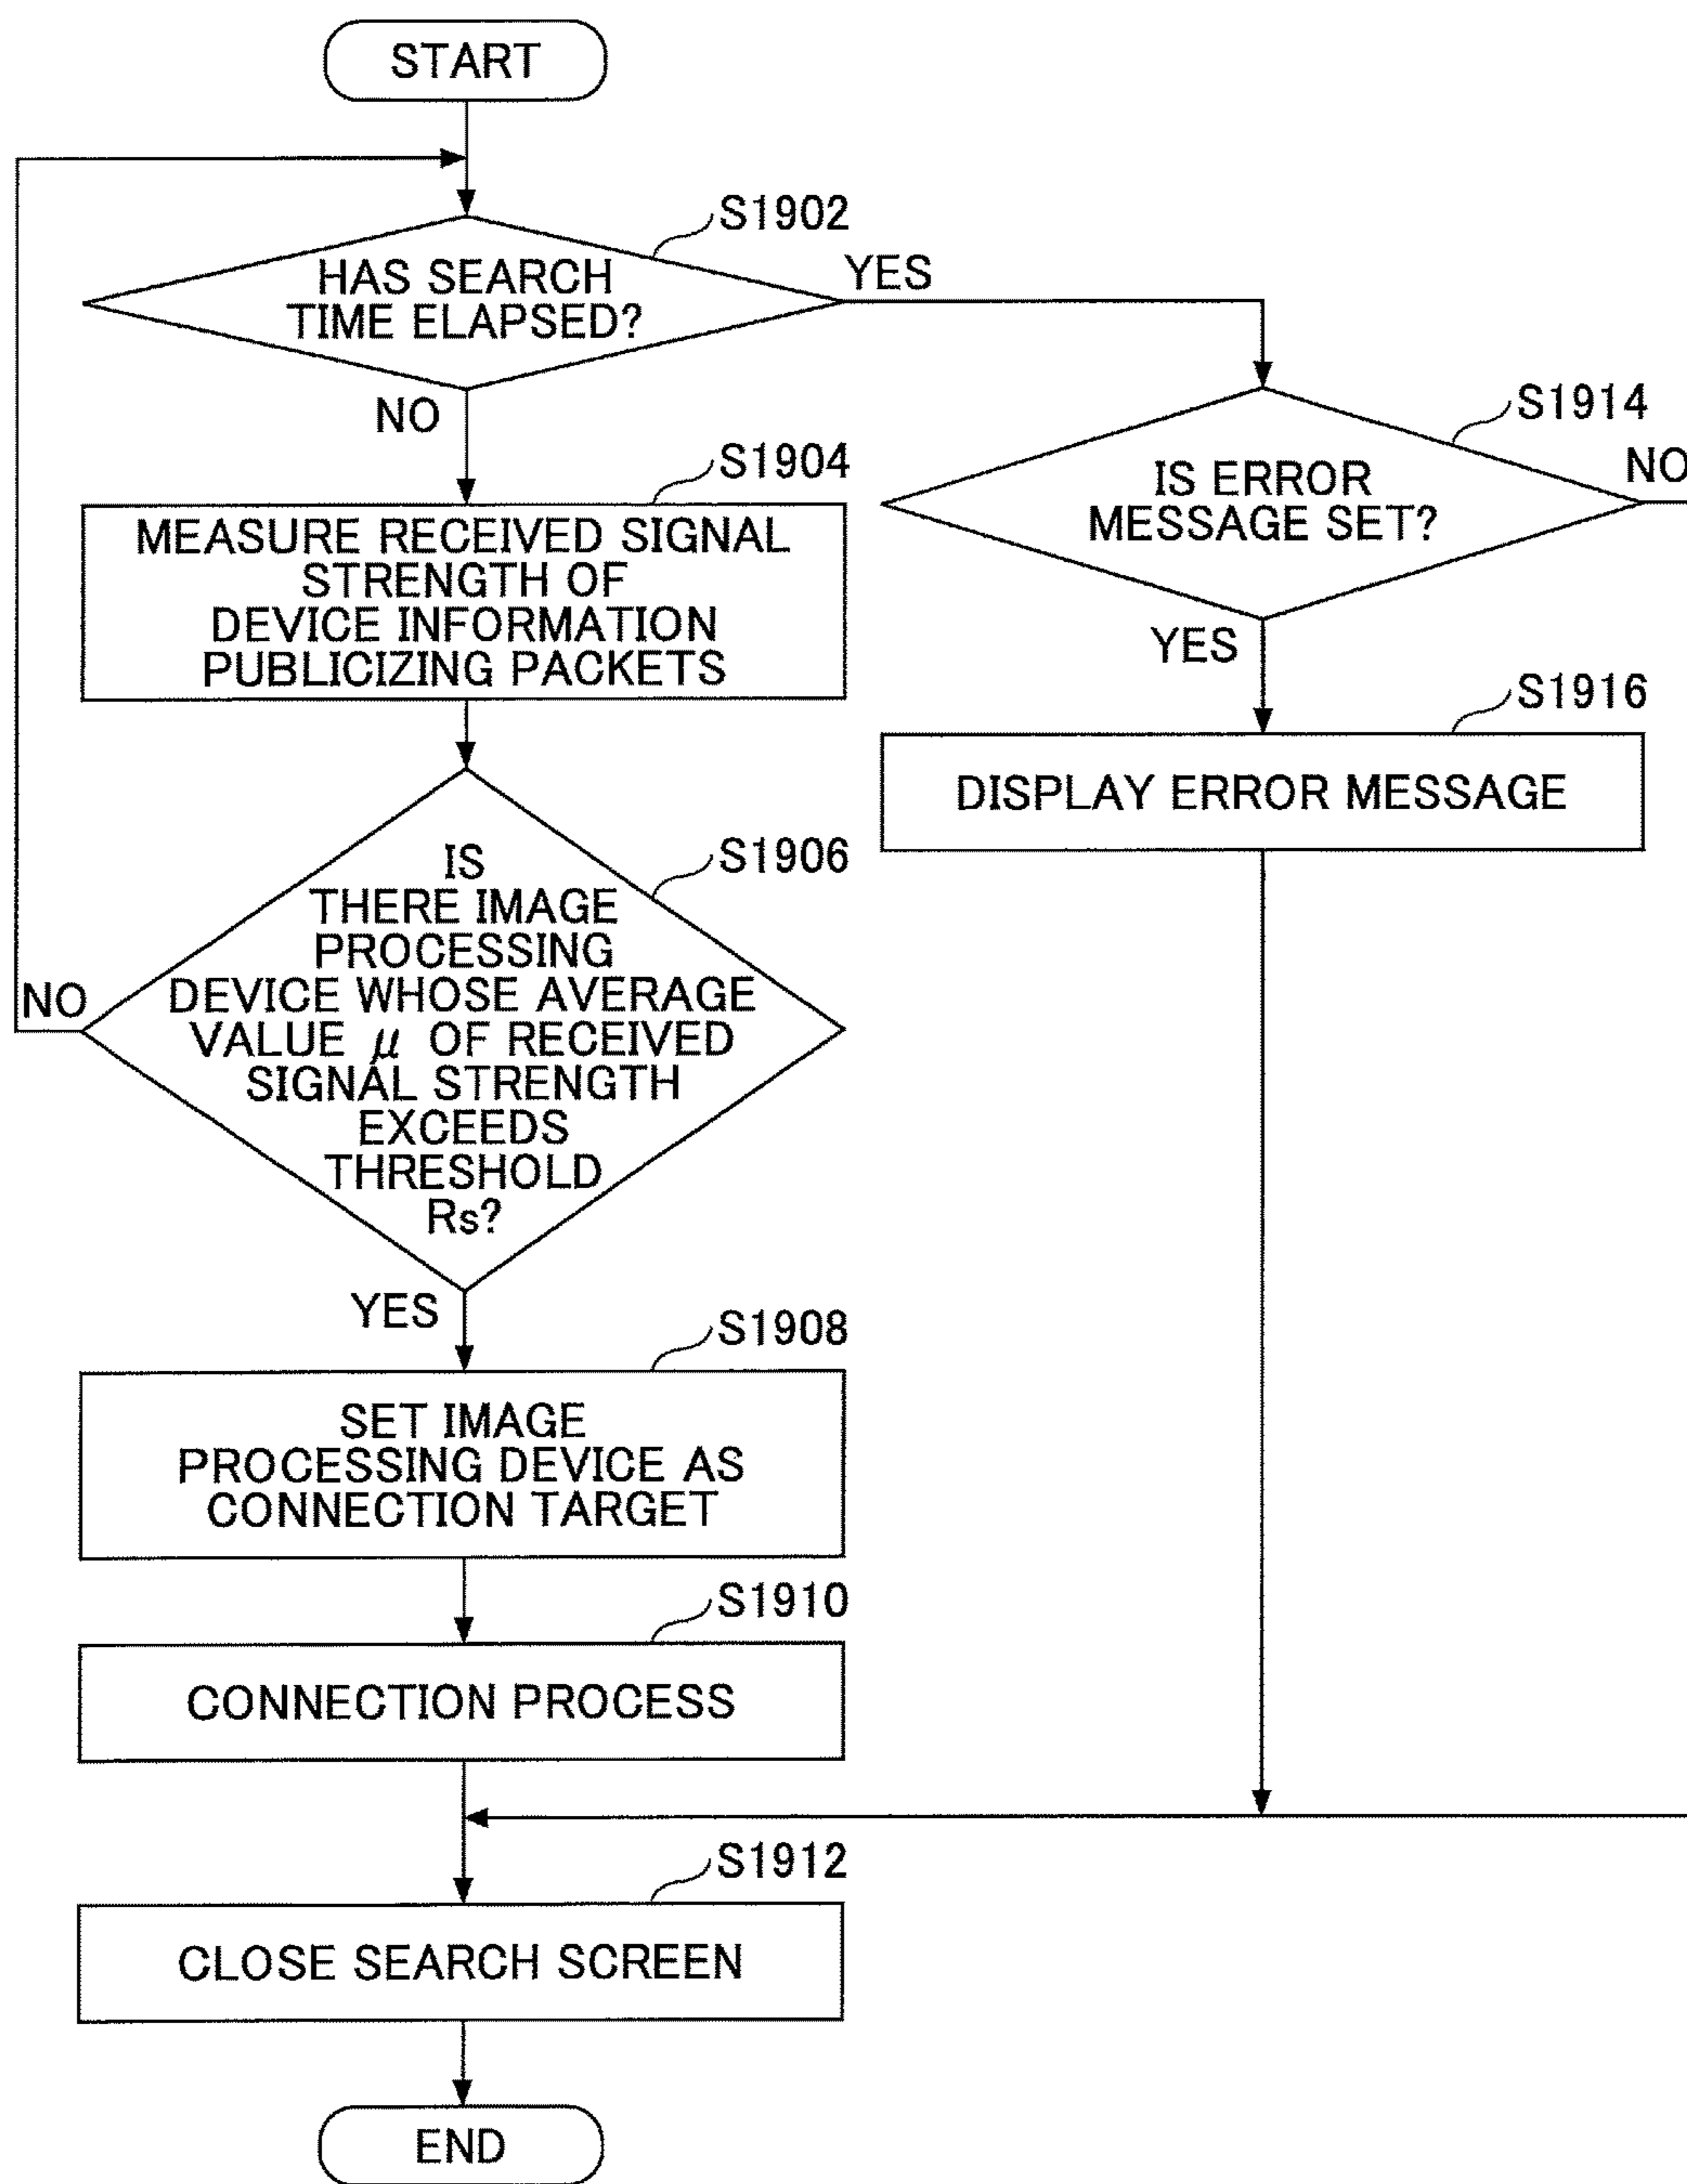 START
S1902
HAS SEARCH
TIME ELAPSED?
YES
NO
S1914
IS ERROR
MESSAGE SET?
NO
YES
S1904
MEASURE RECEIVED SIGNAL
STRENGTH OF
DEVICE INFORMATION
PUBLICIZING PACKETS
S1916
DISPLAY ERROR MESSAGE
S1906
IS
THERE IMAGE
PROCESSING
DEVICE WHOSE AVERAGE
VALUE μ OF RECEIVED
SIGNAL STRENGTH
EXCEEDS
THRESHOLD
Rs?
NO
YES
S1908
SET IMAGE
PROCESSING DEVICE AS
CONNECTION TARGET
S1910
CONNECTION PROCESS
S1912
CLOSE SEARCH SCREEN
END